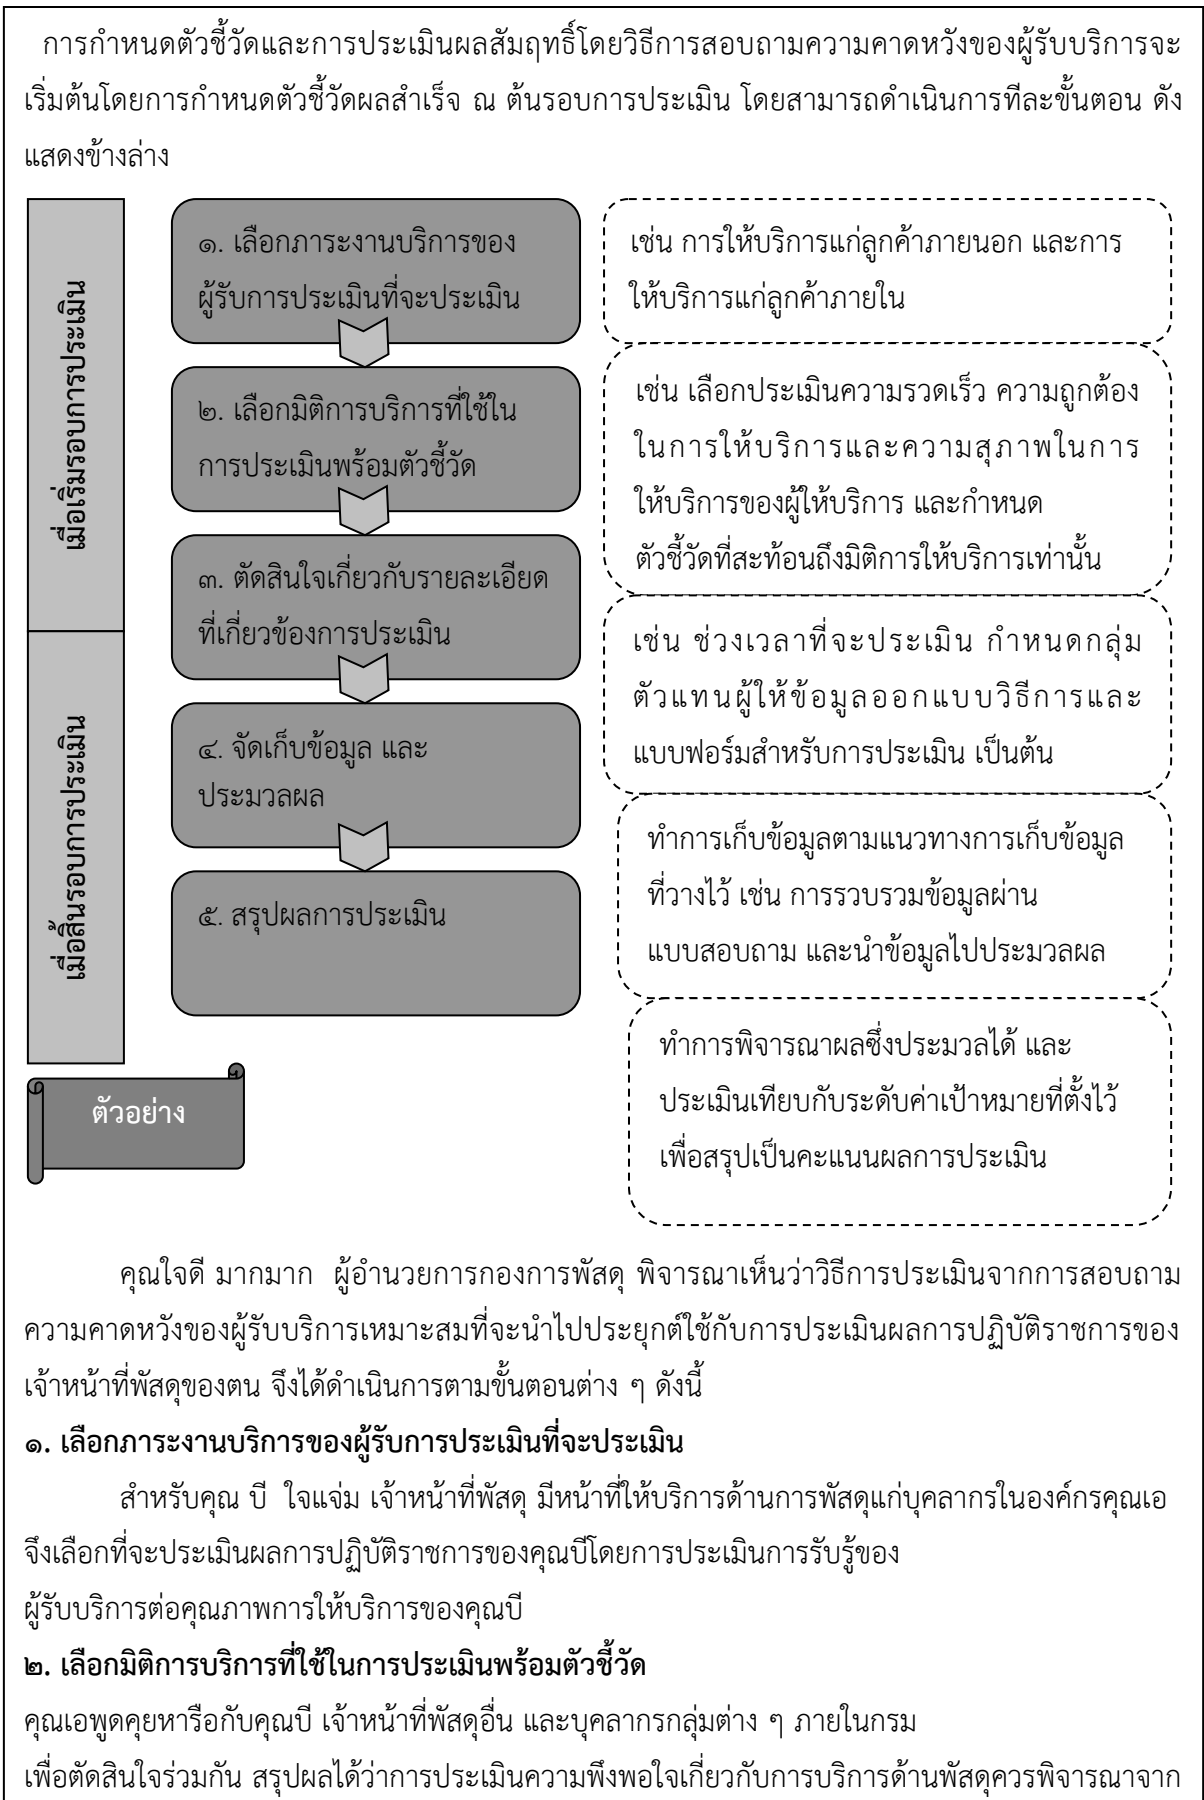 การกำหนดตัวชี้วัดและการประเมินผลสัมฤทธิ์โดยวิธีการสอบถามความคาดหวังของผู้รับบริการจะ
เริ่มต้นโดยการกำหนดตัวชี้วัดผลสำเร็จ ณ ต้นรอบการประเมิน โดยสามารถดำเนินการทีละขั้นตอน ดัง
แสดงข้างล่าง
เมื่อเริ่มรอบการประเมิน
๑. เลือกภาระงานบริการของ
ผู้รับการประเมินที่จะประเมิน
เช่น การให้บริการแก่ลูกค้าภายนอก และการ
ให้บริการแก่ลูกค้าภายใน
๒. เลือกมิติการบริการที่ใช้ใน
การประเมินพร้อมตัวชี้วัด
เช่น เลือกประเมินความรวดเร็ว ความถูกต้อง
ในการให้บริการและความสุภาพในการ
ให้บริการของผู้ให้บริการ และกำหนด
ตัวชี้วัดที่สะท้อนถึงมิติการให้บริการเท่านั้น
๓. ตัดสินใจเกี่ยวกับรายละเอียด
ที่เกี่ยวข้องการประเมิน
เช่น ช่วงเวลาที่จะประเมิน กำหนดกลุ่ม
ตัวแทนผู้ให้ข้อมูลออกแบบวิธีการและ
แบบฟอร์มสำหรับการประเมิน เป็นต้น
เมื่อสิ้นรอบการประเมิน
๔. จัดเก็บข้อมูล และ
ประมวลผล
ทำการเก็บข้อมูลตามแนวทางการเก็บข้อมูล
ที่วางไว้ เช่น การรวบรวมข้อมูลผ่าน
แบบสอบถาม และนำข้อมูลไปประมวลผล
๕. สรุปผลการประเมิน
ทำการพิจารณาผลซึ่งประมวลได้ และ
ประเมินเทียบกับระดับค่าเป้าหมายที่ตั้งไว้
เพื่อสรุปเป็นคะแนนผลการประเมิน
ตัวอย่าง
คุณใจดี มากมาก ผู้อำนวยการกองการพัสดุ พิจารณาเห็นว่าวิธีการประเมินจากการสอบถาม
ความคาดหวังของผู้รับบริการเหมาะสมที่จะนำไปประยุกต์ใช้กับการประเมินผลการปฏิบัติราชการของ
เจ้าหน้าที่พัสดุของตน จึงได้ดำเนินการตามขั้นตอนต่าง ๆ ดังนี้
๑. เลือกภาระงานบริการของผู้รับการประเมินที่จะประเมิน
สำหรับคุณ บี ใจแจ่ม เจ้าหน้าที่พัสดุ มีหน้าที่ให้บริการด้านการพัสดุแก่บุคลากรในองค์กรคุณเอ
จึงเลือกที่จะประเมินผลการปฏิบัติราชการของคุณบีโดยการประเมินการรับรู้ของ
ผู้รับบริการต่อคุณภาพการให้บริการของคุณบี
๒. เลือกมิติการบริการที่ใช้ในการประเมินพร้อมตัวชี้วัด
คุณเอพูดคุยหารือกับคุณบี เจ้าหน้าที่พัสดุอื่น และบุคลากรกลุ่มต่าง ๆ ภายในกรม
เพื่อตัดสินใจร่วมกัน สรุปผลได้ว่าการประเมินความพึงพอใจเกี่ยวกับการบริการด้านพัสดุควรพิจารณาจาก